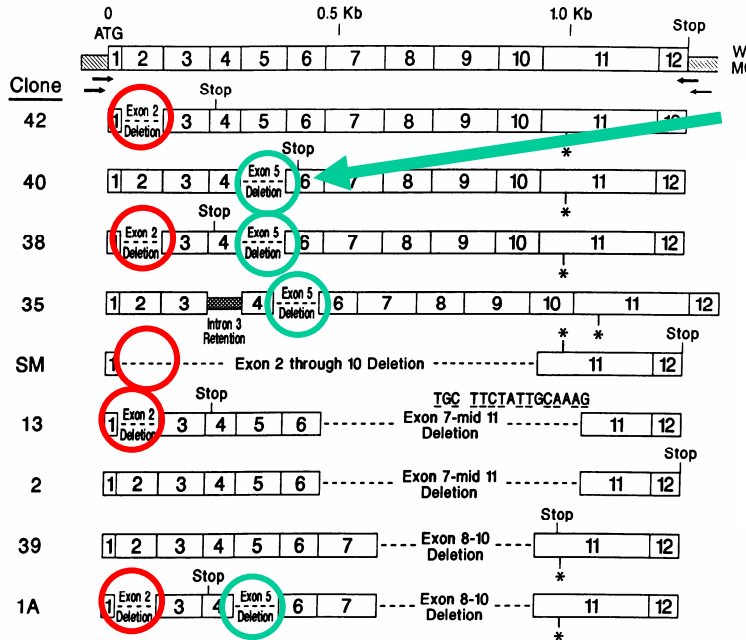 0 0.5 Kb 1.0 Kb
ATG Stop
1 2 3 4 5 6 7 8 9 10 11 12 W
M
Clone
Stop
42 1 Exon 2 Deletion 3 4 5 6 7 8 9 10 11 12
*
Stop
40 1 2 3 4 Exon 5 Deletion 6 7 8 9 10 11 12
*
Stop
38 1 Exon 2 Deletion 3 4 Exon 5 Deletion 6 7 8 9 10 11 12
*
35 1 2 3 4 Exon 5 Deletion 6 7 8 9 10 11 12
Intron 3
Retention
* *
Stop
SM 1 Exon 2 through 10 Deletion 11 12
TGC TTCTATTGCAAAG
Stop
13 1 Exon 2 Deletion 3 4 5 6 Exon 7-mid 11 Deletion 11 12
Stop
2 1 2 3 4 5 6 Exon 7-mid 11 Deletion 11 12
Stop
39 1 2 3 4 5 6 7 Exon 8-10 Deletion 11 12
*
Stop
1A 1 Exon 2 Deletion 3 4 Exon 5 Deletion 6 7 Exon 8-10 Deletion 11 12
*